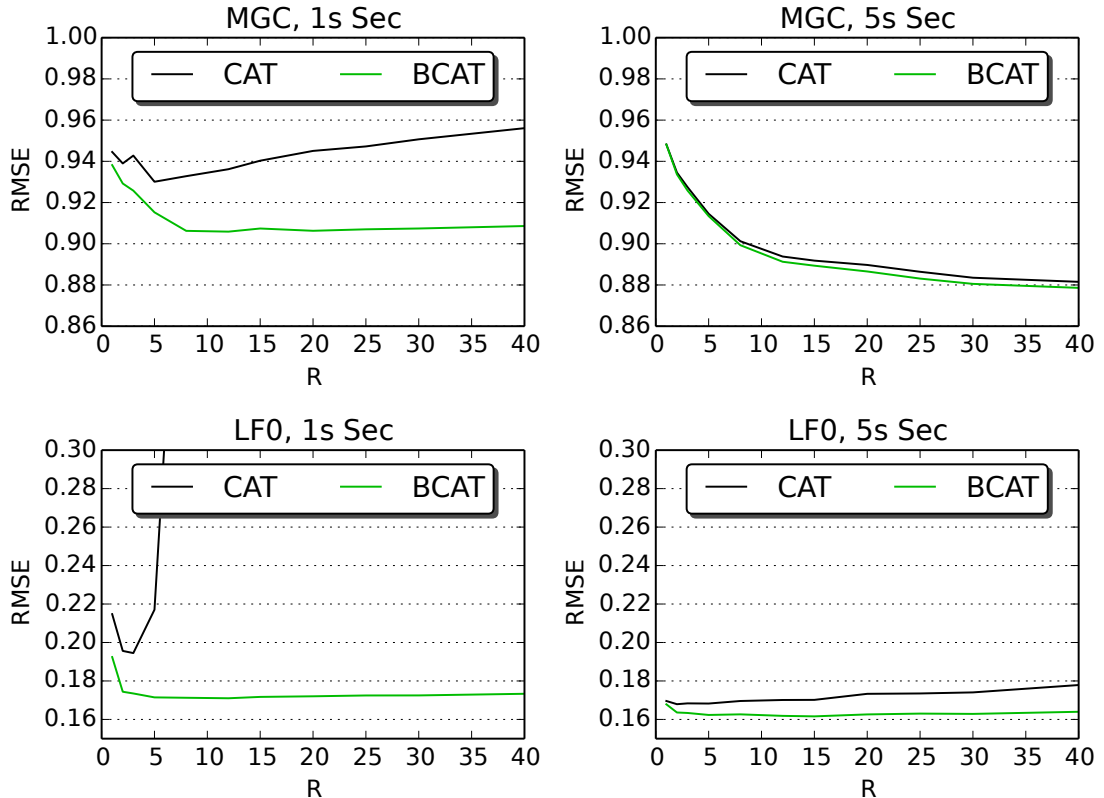 MGC, 1s Sec
1.00
0.98
0.96
0.94
0.92
0.90
0.88
0.86
RMSE
CAT BCAT
0 5 10 15 20 25 30 35 40
R
MGC, 5s Sec
1.00
0.98
0.96
0.94
0.92
0.90
0.88
0.86
RMSE
CAT BCAT
0 5 10 15 20 25 30 35 40
R
LF0, 1s Sec
0.30
0.28
0.26
0.24
0.22
0.20
0.18
0.16
RMSE
CAT BCAT
0 5 10 15 20 25 30 35 40
R
LF0, 5s Sec
0.30
0.28
0.26
0.24
0.22
0.20
0.18
0.16
RMSE
CAT BCAT
0 5 10 15 20 25 30 35 40
R